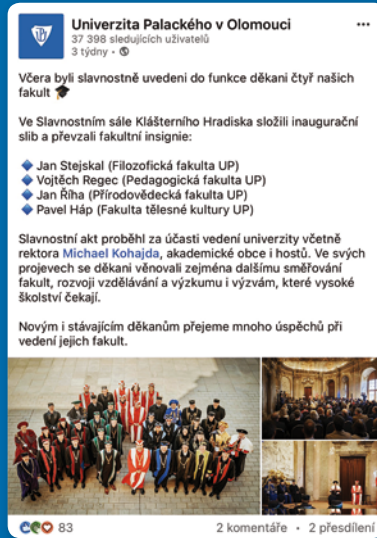 Univerzita Palackého v Olomouci
37 398 sledujících uživatelů
3 týdny •
Včera byli slavnostně uvedeni do funkce děkani čtyř našich
fakult
Ve Slavnostním sále Klášterního Hradiska složili inaugurační
slib a převzali fakultní insignie:
Jan Stejskal (Filozofická fakulta UP)
Vojtěch Regec (Pedagogická fakulta UP)
Jan Říha (Přírodovědecká fakulta UP)
Pavel Háp (Fakulta tělesné kultury UP)
Slavnostní akt proběhl za účasti vedení univerzity včetně
rektora Michael Kohajda, akademické obce i hostů. Ve svých
projevech se děkani věnovali zejména dalšímu směřování
fakult, rozvoji vzdělávání a výzkumu i výzvám, které vysoké
školství čekají.
Novým i stávajícím děkanům přejeme mnoho úspěchů při
vedení jejich fakult.
83
2 komentáře • 2 přesdílení